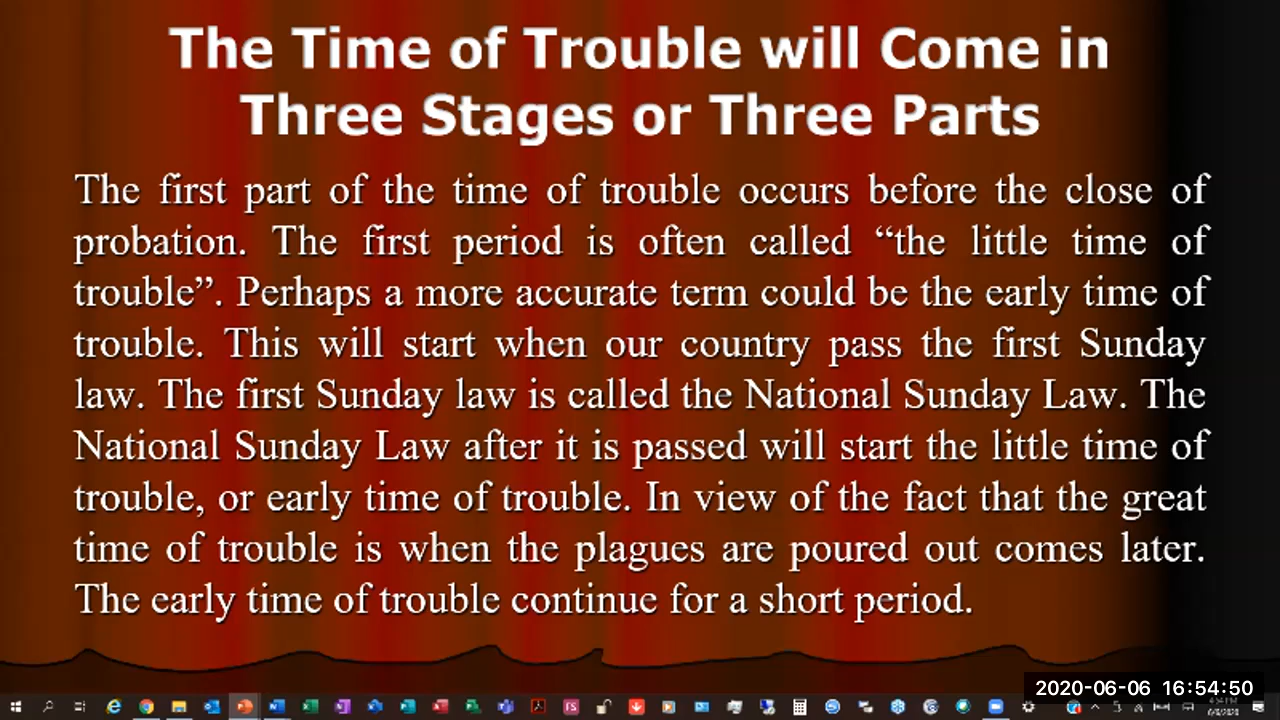 The Time of Trouble will Come in
Three Stages or Three Parts
The first part of the time of trouble occurs before the close of
probation. The first period is often called “the little time of
trouble”. Perhaps a more accurate term could be the early time of
trouble. This will start when our country pass the first Sunday
law. The first Sunday law is called the National Sunday Law. The
National Sunday Law after it is passed will start the little time of
trouble, or early time of trouble. In view of the fact that the great
time of trouble is when the plagues are poured out comes later.
The early time of trouble continue for a short period.
2020-06-06 16:54:50